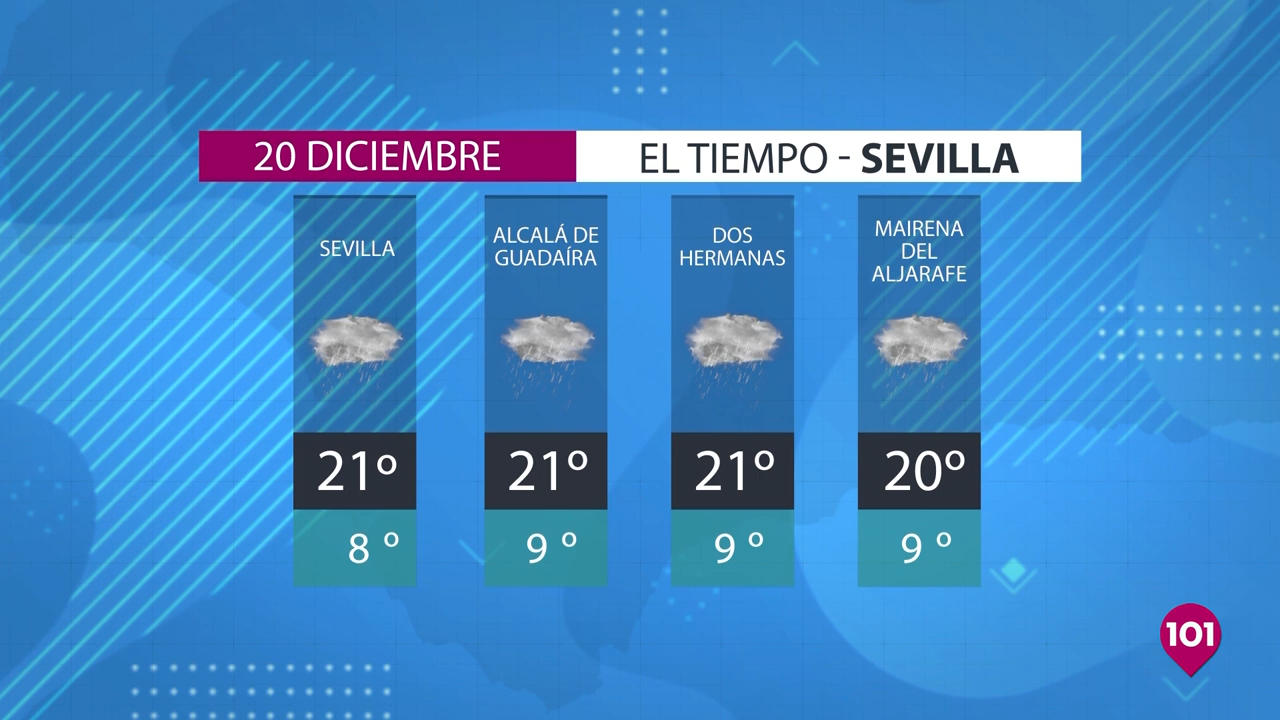 20 DICIEMBRE
EL TIEMPO - SEVILLA
SEVILLA
21º
8 º
ALCALÁ DE
GUADAÍRA
21º
9 º
DOS
HERMANAS
21º
9 º
MAIRENA
DEL
ALJARAFE
20º
9 º
101